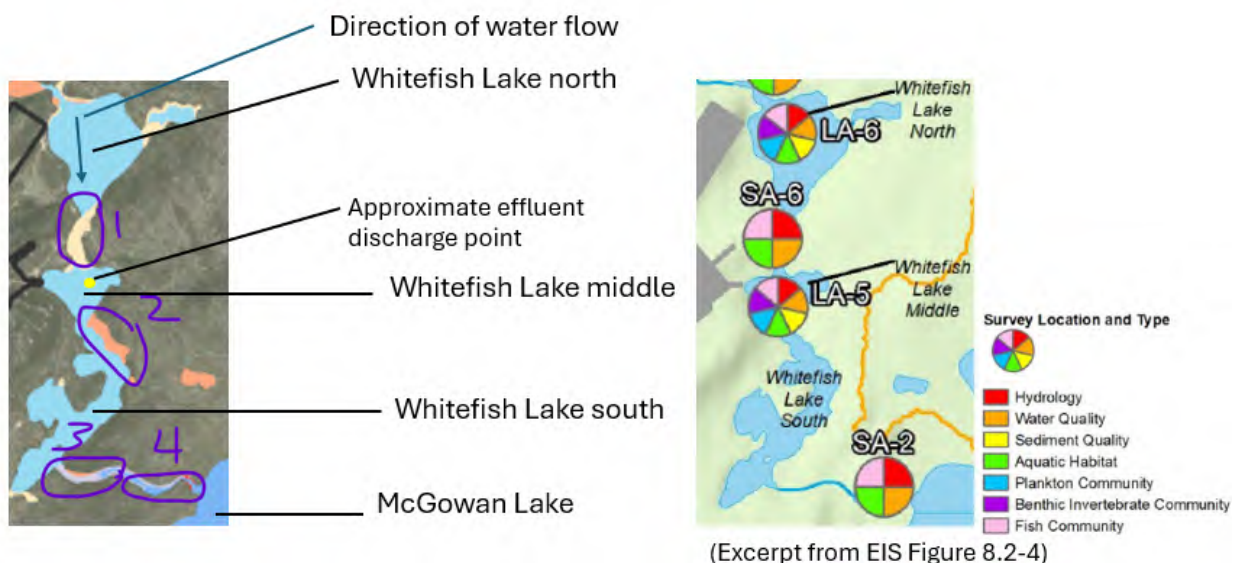 Direction of water flow
Whitefish Lake north
Approximate effluent
discharge point
Whitefish Lake middle
Whitefish Lake south
McGowan Lake
1
2
3
4
Whitefish
Lake
North
LA-6
SA-6
Whitefish
Lake
Middle
LA-5
Whitefish
Lake
South
SA-2
Survey Location and Type
Hydrology
Water Quality
Sediment Quality
Aquatic Habitat
Plankton Community
Benthic Invertebrate Community
Fish Community
(Excerpt from EIS Figure 8.2-4)